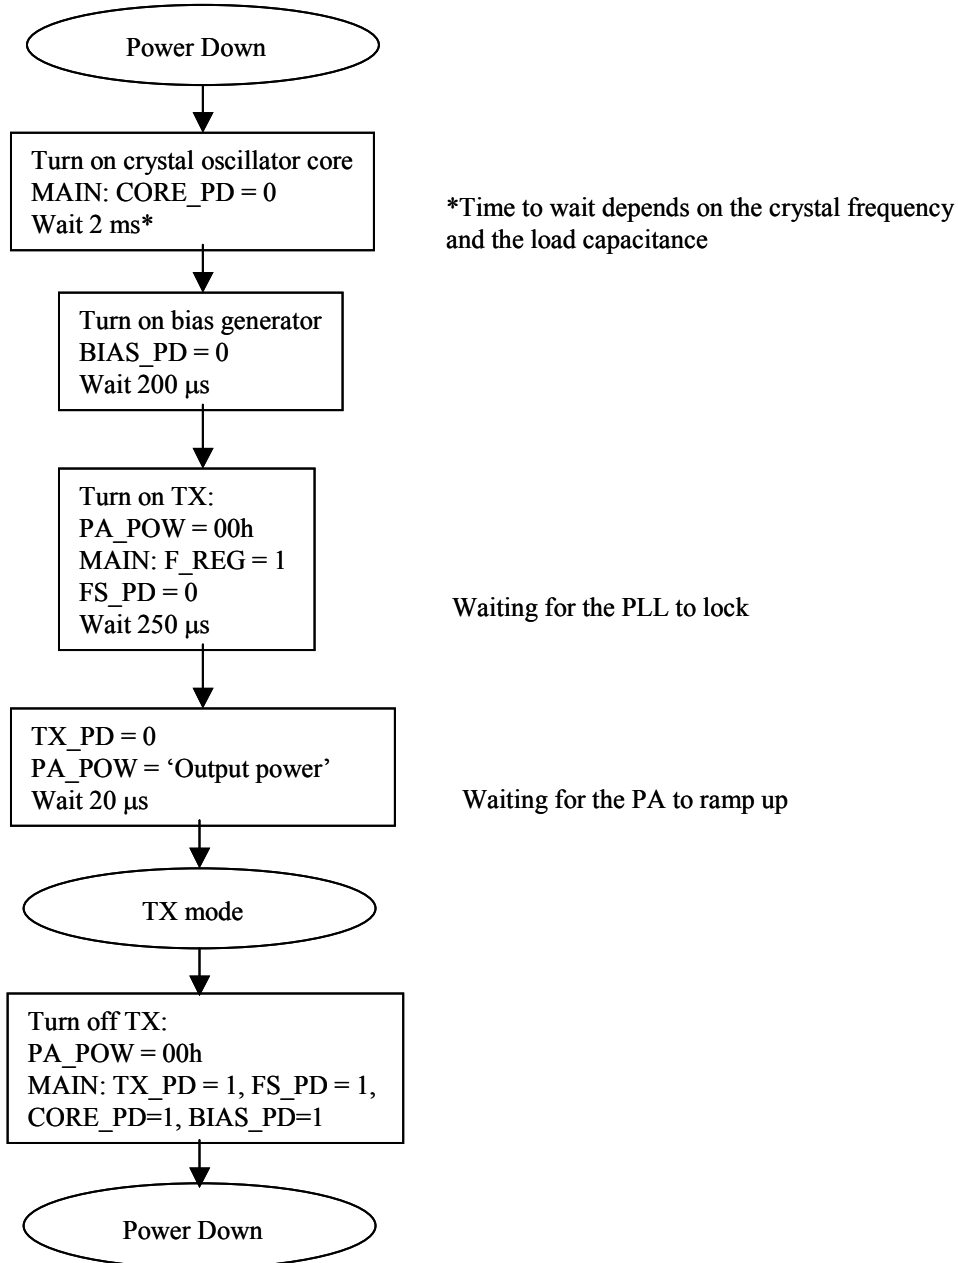 Power Down
Turn on crystal oscillator core
MAIN: CORE_PD = 0
Wait 2 ms*
*Time to wait depends on the crystal frequency
and the load capacitance
Turn on bias generator
BIAS_PD = 0
Wait 200 μs
Turn on TX:
PA_POW = 00h
MAIN: F_REG = 1
FS_PD = 0
Wait 250 μs
Waiting for the PLL to lock
TX_PD = 0
PA_POW = ‘Output power’
Wait 20 μs
Waiting for the PA to ramp up
TX mode
Turn off TX:
PA_POW = 00h
MAIN: TX_PD = 1, FS_PD = 1,
CORE_PD=1, BIAS_PD=1
Power Down